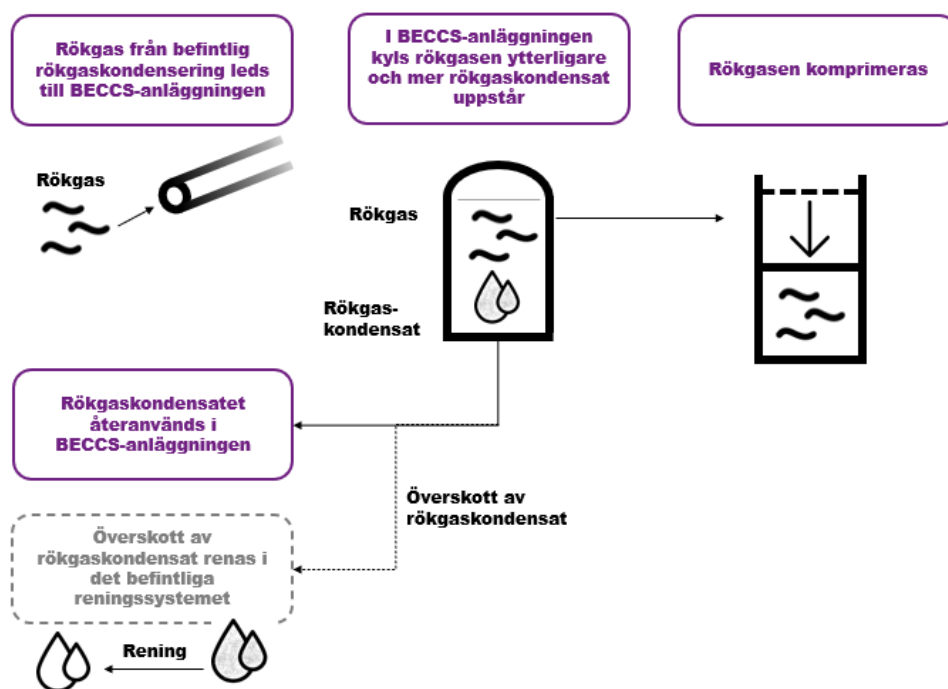 Rökgas från befintlig
rökgaskondensering leds
till BECCS-anläggningen
I BECCS-anläggningen
kyls rökgasen ytterligare
och mer rökgaskondensat
uppstår
Rökgasen komprimeras
Rökgas
Rökgas
Rökgas-
kondensat
Rökgaskondensatet
återanvänds i
BECCS-anläggningen
Överskott av
rökgaskondensat
Överskott av
rökgaskondensat renas i
det befintliga
reningssystemet
Rening